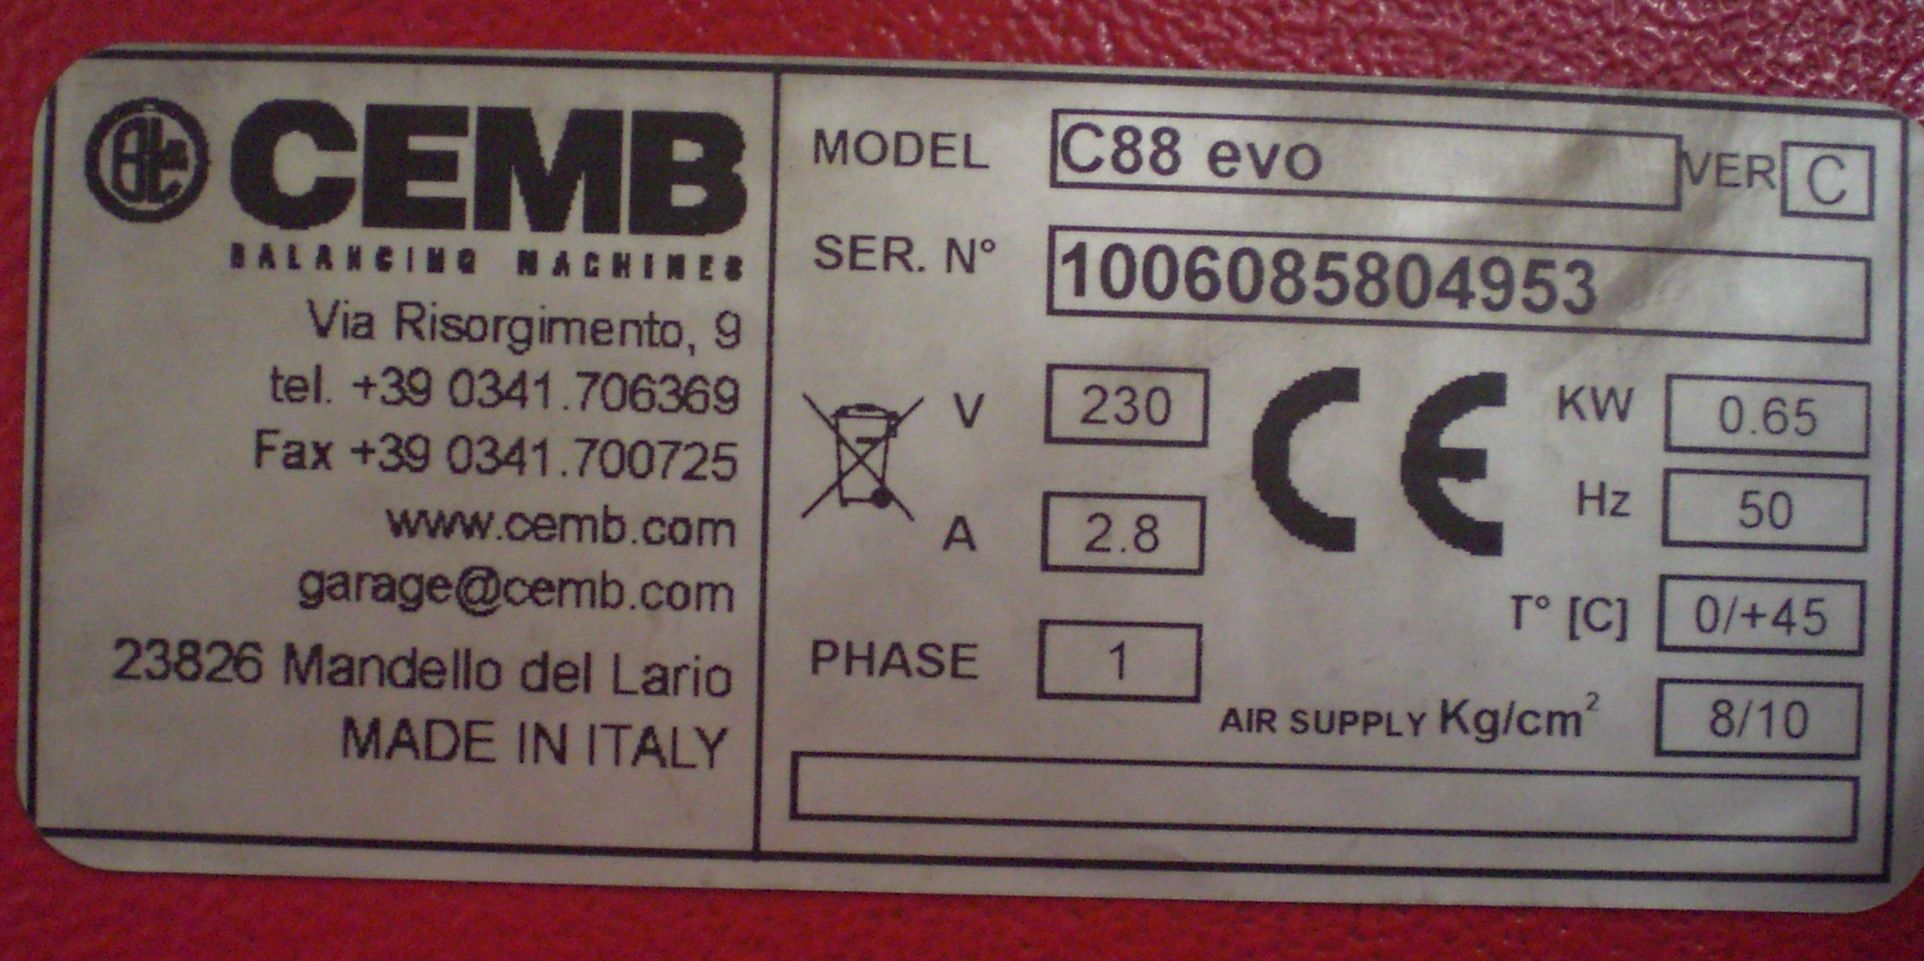 CEMB
BALANCING MACHINES
Via Risorgimento, 9
tel. +39 0341.706369
Fax +39 0341.700725
www.cemb.com
garage@cemb.com
23826 Mandello del Lario
MADE IN ITALY
MODEL C88 evo VER C
SER. N° 1006085804953
V 230 CE KW 0.65
A 2.8 Hz 50
T° [C] 0/+45
PHASE 1
AIR SUPPLY Kg/cm² 8/10